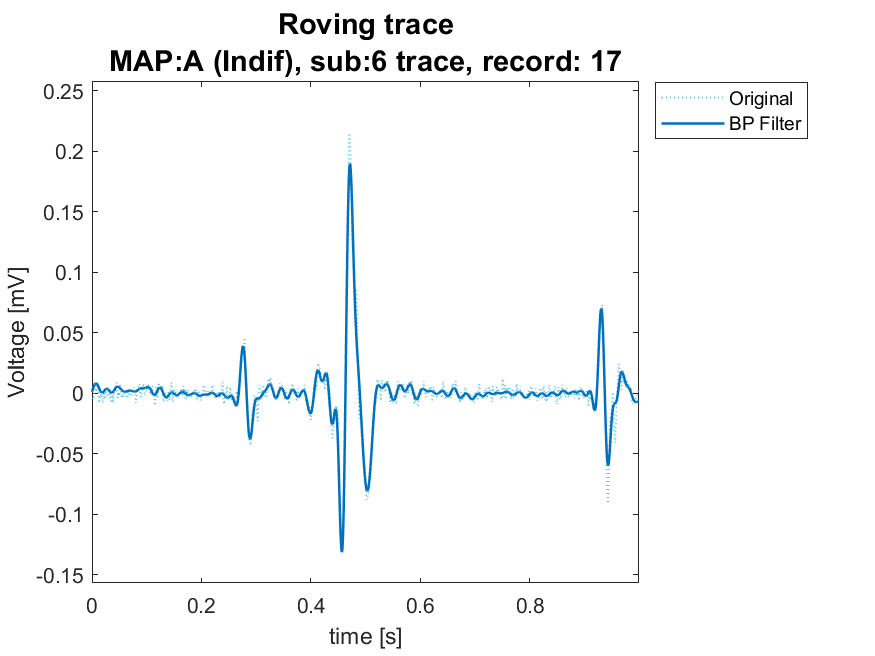 Roving trace
MAP:A (Indif), sub:6 trace, record: 17
Original
BP Filter
0.25
0.2
0.15
0.1
0.05
0
-0.05
-0.1
-0.15
Voltage [mV]
0
0.2
0.4
0.6
0.8
time [s]